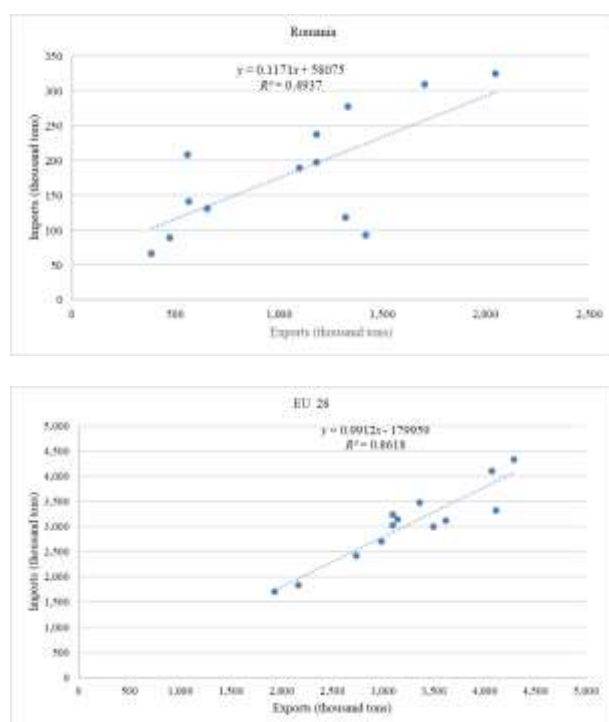 Romania
y = 0.1171x + 58075
R² = 0.4937
350
300
250
200
150
100
50
0
Imports (thousand tons)
0 500 1,000 1,500 2,000 2,500
Exports (thousand tons)
EU 28
y = 0.9912x - 179959
R² = 0.8618
5,000
4,500
4,000
3,500
3,000
2,500
2,000
1,500
1,000
500
0
Imports (thousand tons)
0 500 1,000 1,500 2,000 2,500 3,000 3,500 4,000 4,500 5,000
Exports (thousand tons)